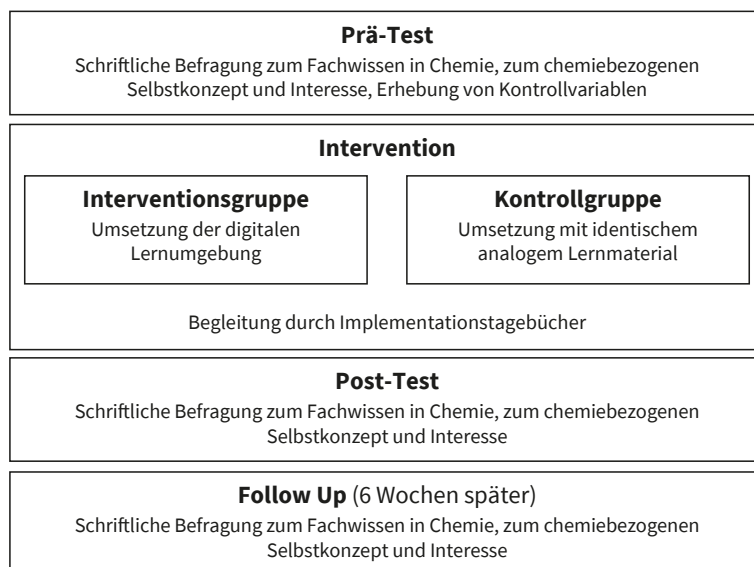 Prä-Test
Schriftliche Befragung zum Fachwissen in Chemie, zum chemiebezogenen
Selbstkonzept und Interesse, Erhebung von Kontrollvariablen
Intervention
Interventionsgruppe
Umsetzung der digitalen
Lernumgebung
Kontrollgruppe
Umsetzung mit identischem
analogem Lernmaterial
Begleitung durch Implementationstagebücher
Post-Test
Schriftliche Befragung zum Fachwissen in Chemie, zum chemiebezogenen
Selbstkonzept und Interesse
Follow Up (6 Wochen später)
Schriftliche Befragung zum Fachwissen in Chemie, zum chemiebezogenen
Selbstkonzept und Interesse